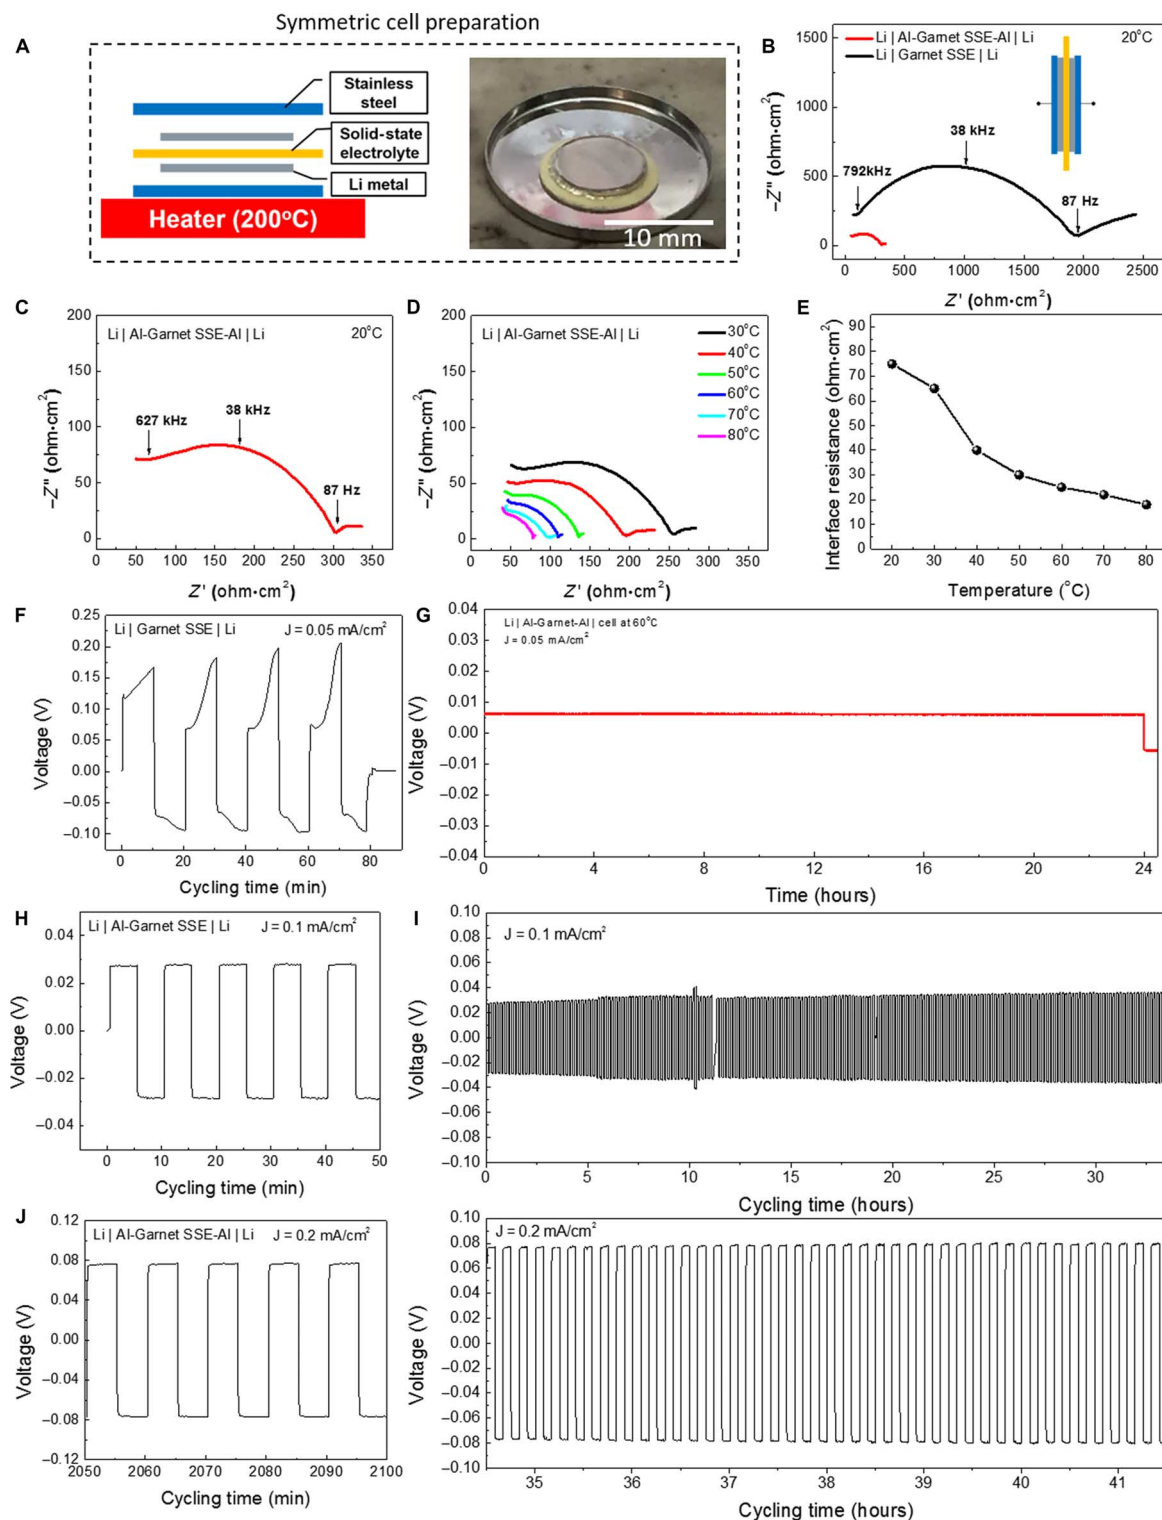 Symmetric cell preparation
A
Stainless
steel
Solid-state
electrolyte
Li metal
Heater (200°C)
10 mm
B
Li | Al-Garnet SSE-Al | Li
Li | Garnet SSE | Li
20°C
792kHz
38 kHz
87 Hz
1500
1000
500
0
−Z'' (ohm·cm²)
0 500 1000 1500 2000 2500
Z' (ohm·cm²)
C
Li | Al-Garnet SSE-Al | Li 20°C
627 kHz
38 kHz
87 Hz
200
150
100
50
0
−Z'' (ohm·cm²)
0 50 100 150 200 250 300 350
Z' (ohm·cm²)
D
Li | Al-Garnet SSE-Al | Li
30°C
40°C
50°C
60°C
70°C
80°C
200
150
100
50
0
−Z'' (ohm·cm²)
0 50 100 150 200 250 300 350
Z' (ohm·cm²)
E
90
80
70
60
50
40
30
20
10
0
Interface resistance (ohm·cm²)
20 30 40 50 60 70 80
Temperature (°C)
F
Li | Garnet SSE | Li J = 0.05 mA/cm²
0.25
0.20
0.15
0.10
0.05
0.00
−0.05
−0.10
Voltage (V)
0 20 40 60 80
Cycling time (min)
G
Li | Al-Garnet-Al | cell at 60°C
J = 0.05 mA/cm²
0.04
0.03
0.02
0.01
0.00
−0.01
−0.02
−0.03
−0.04
Voltage (V)
0 4 8 12 16 20 24
Time (hours)
H
Li | Al-Garnet SSE | Li J = 0.1 mA/cm²
0.04
0.02
0.00
−0.02
−0.04
Voltage (V)
0 10 20 30 40 50
Cycling time (min)
I
J = 0.1 mA/cm²
0.10
0.08
0.06
0.04
0.02
0.00
−0.02
−0.04
−0.06
−0.08
−0.10
Voltage (V)
0 5 10 15 20 25 30
Cycling time (hours)
J
Li | Al-Garnet SSE-Al | Li J = 0.2 mA/cm²
0.12
0.08
0.04
0.00
−0.04
−0.08
−0.12
Voltage (V)
2050 2060 2070 2080 2090 2100
Cycling time (min)
J = 0.2 mA/cm²
0.10
0.08
0.06
0.04
0.02
0.00
−0.02
−0.04
−0.06
−0.08
−0.10
Voltage (V)
35 36 37 38 39 40 41
Cycling time (hours)